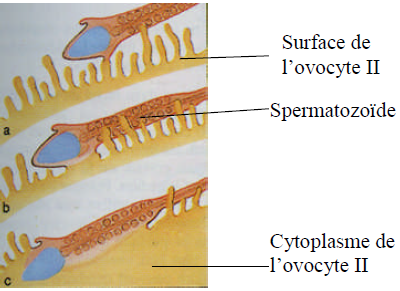 Surface de
l'ovocyte II
Spermatozoïde
a
b
Cytoplasme de
l'ovocyte II
c